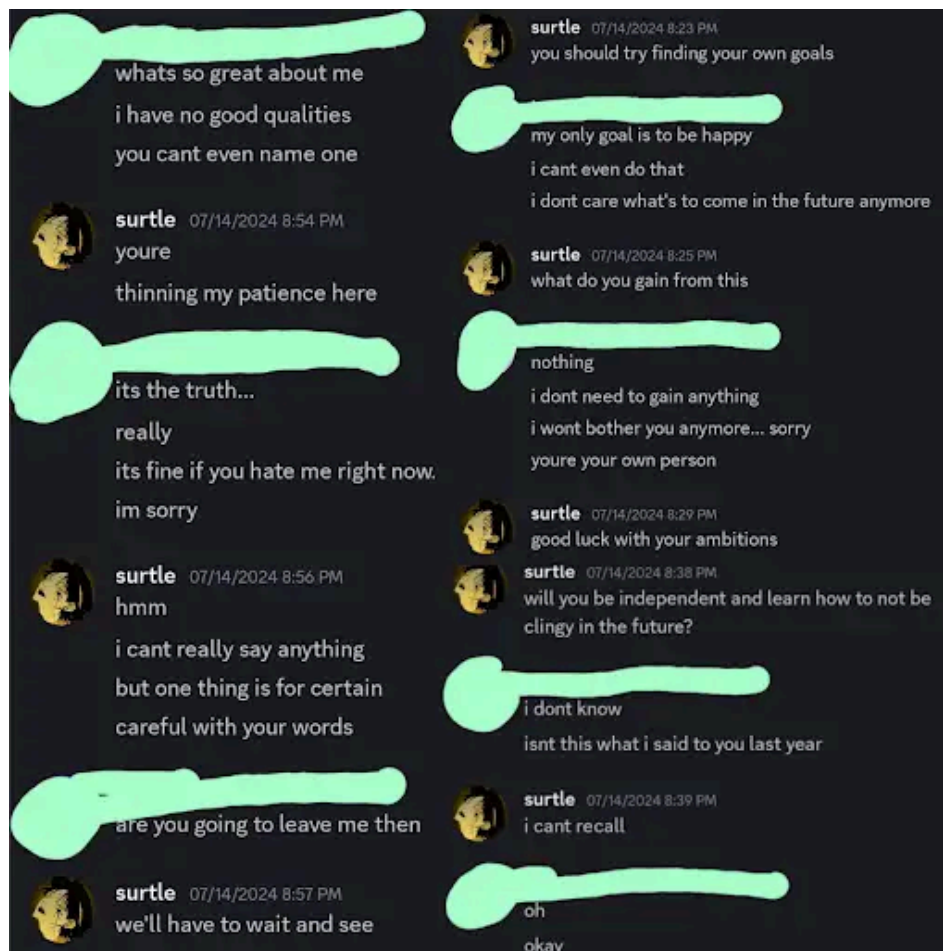 whats so great about me
i have no good qualities
you cant even name one
surtle 07/14/2024 8:54 PM
youre
thinning my patience here
its the truth...
really
its fine if you hate me right now.
im sorry
surtle 07/14/2024 8:56 PM
hmm
i cant really say anything
but one thing is for certain
careful with your words
are you going to leave me then
surtle 07/14/2024 8:57 PM
we'll have to wait and see
surtle 07/14/2024 8:23 PM
you should try finding your own goals
my only goal is to be happy
i cant even do that
i dont care what's to come in the future anymore
surtle 07/14/2024 8:25 PM
what do you gain from this
nothing
i dont need to gain anything
i wont bother you anymore... sorry
youre your own person
surtle 07/14/2024 8:29 PM
good luck with your ambitions
surtle 07/14/2024 8:38 PM
will you be independent and learn how to not be
clingy in the future?
i dont know
isnt this what i said to you last year
surtle 07/14/2024 8:39 PM
i cant recall
oh
okay